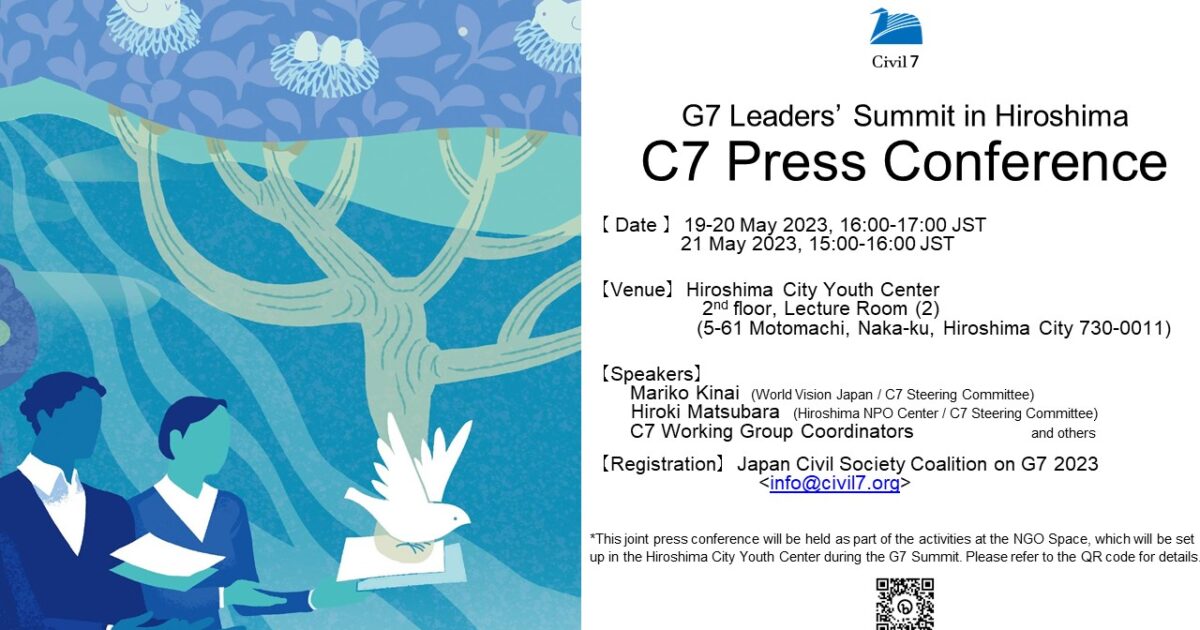 Civil 7
G7 Leaders’ Summit in Hiroshima
C7 Press Conference
【 Date 】 19-20 May 2023, 16:00-17:00 JST
21 May 2023, 15:00-16:00 JST
【Venue】 Hiroshima City Youth Center
2nd floor, Lecture Room (2)
(5-61 Motomachi, Naka-ku, Hiroshima City 730-0011)
【Speakers】
Mariko Kinai (World Vision Japan / C7 Steering Committee)
Hiroki Matsubara (Hiroshima NPO Center / C7 Steering Committee)
C7 Working Group Coordinators and others
【Registration】 Japan Civil Society Coalition on G7 2023
<info@civil7.org>
*This joint press conference will be held as part of the activities at the NGO Space, which will be set
up in the Hiroshima City Youth Center during the G7 Summit. Please refer to the QR code for details.